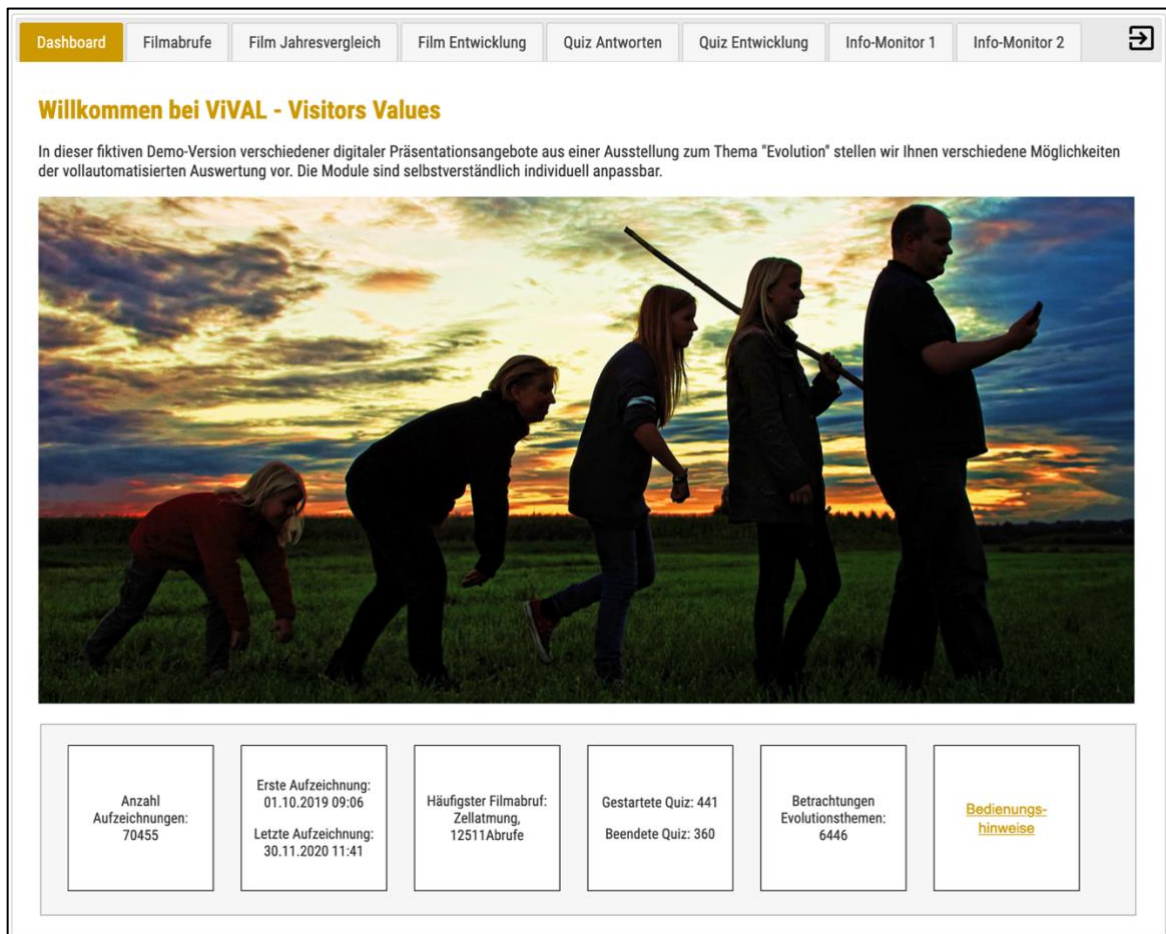 Dashboard
Filmabrufe
Film Jahresvergleich
Film Entwicklung
Quiz Antworten
Quiz Entwicklung
Info-Monitor 1
Info-Monitor 2
Willkommen bei ViVAL - Visitors Values
In dieser fiktiven Demo-Version verschiedener digitaler Präsentationsangebote aus einer Ausstellung zum Thema "Evolution" stellen wir Ihnen verschiedene Möglichkeiten
der vollautomatisierten Auswertung vor. Die Module sind selbstverständlich individuell anpassbar.
Anzahl
Aufzeichnungen:
70455
Erste Aufzeichnung:
01.10.2019 09:06
Letzte Aufzeichnung:
30.11.2020 11:41
Häufigster Filmabruf:
Zellatmung,
12511Abrufe
Gestartete Quiz: 441
Beendete Quiz: 360
Betrachtungen
Evolutionsthemen:
6446
Bedienungs-
hinweise